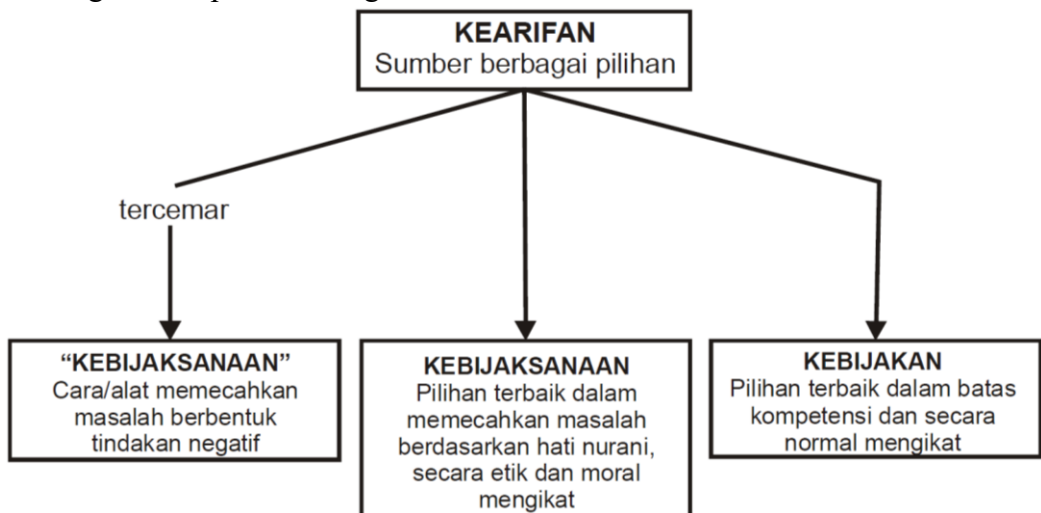 KEARIFAN
Sumber berbagai pilihan
tercemar
“KEBIJAKSANAAN”
Cara/alat memecahkan
masalah berbentuk
tindakan negatif
KEBIJAKSANAAN
Pilihan terbaik dalam
memecahkan masalah
berdasarkan hati nurani,
secara etik dan moral
mengikat
KEBIJAKAN
Pilihan terbaik dalam batas
kompetensi dan secara
normal mengikat